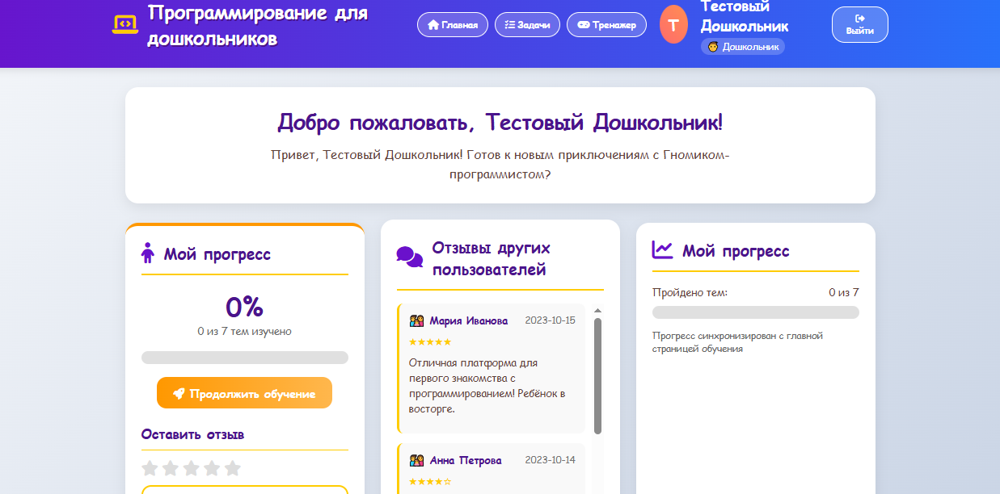 Программирование для
дошкольников
Главная
Задачи
Тренажер
Т
Тестовый
Дошкольник
Дошкольник
Выйти
Добро пожаловать, Тестовый Дошкольник!
Привет, Тестовый Дошкольник! Готов к новым приключениям с Гномиком-
программистом?
Мой прогресс
0%
0 из 7 тем изучено
Продолжить обучение
Оставить отзыв
Отзывы других
пользователей
Мария Иванова 2023-10-15
★★★★★
Отличная платформа для
первого знакомства с
программированием! Ребёнок в
восторге.
Анна Петрова 2023-10-14
★★★★☆
Мой прогресс
Пройдено тем: 0 из 7
Прогресс синхронизирован с главной
страницей обучения